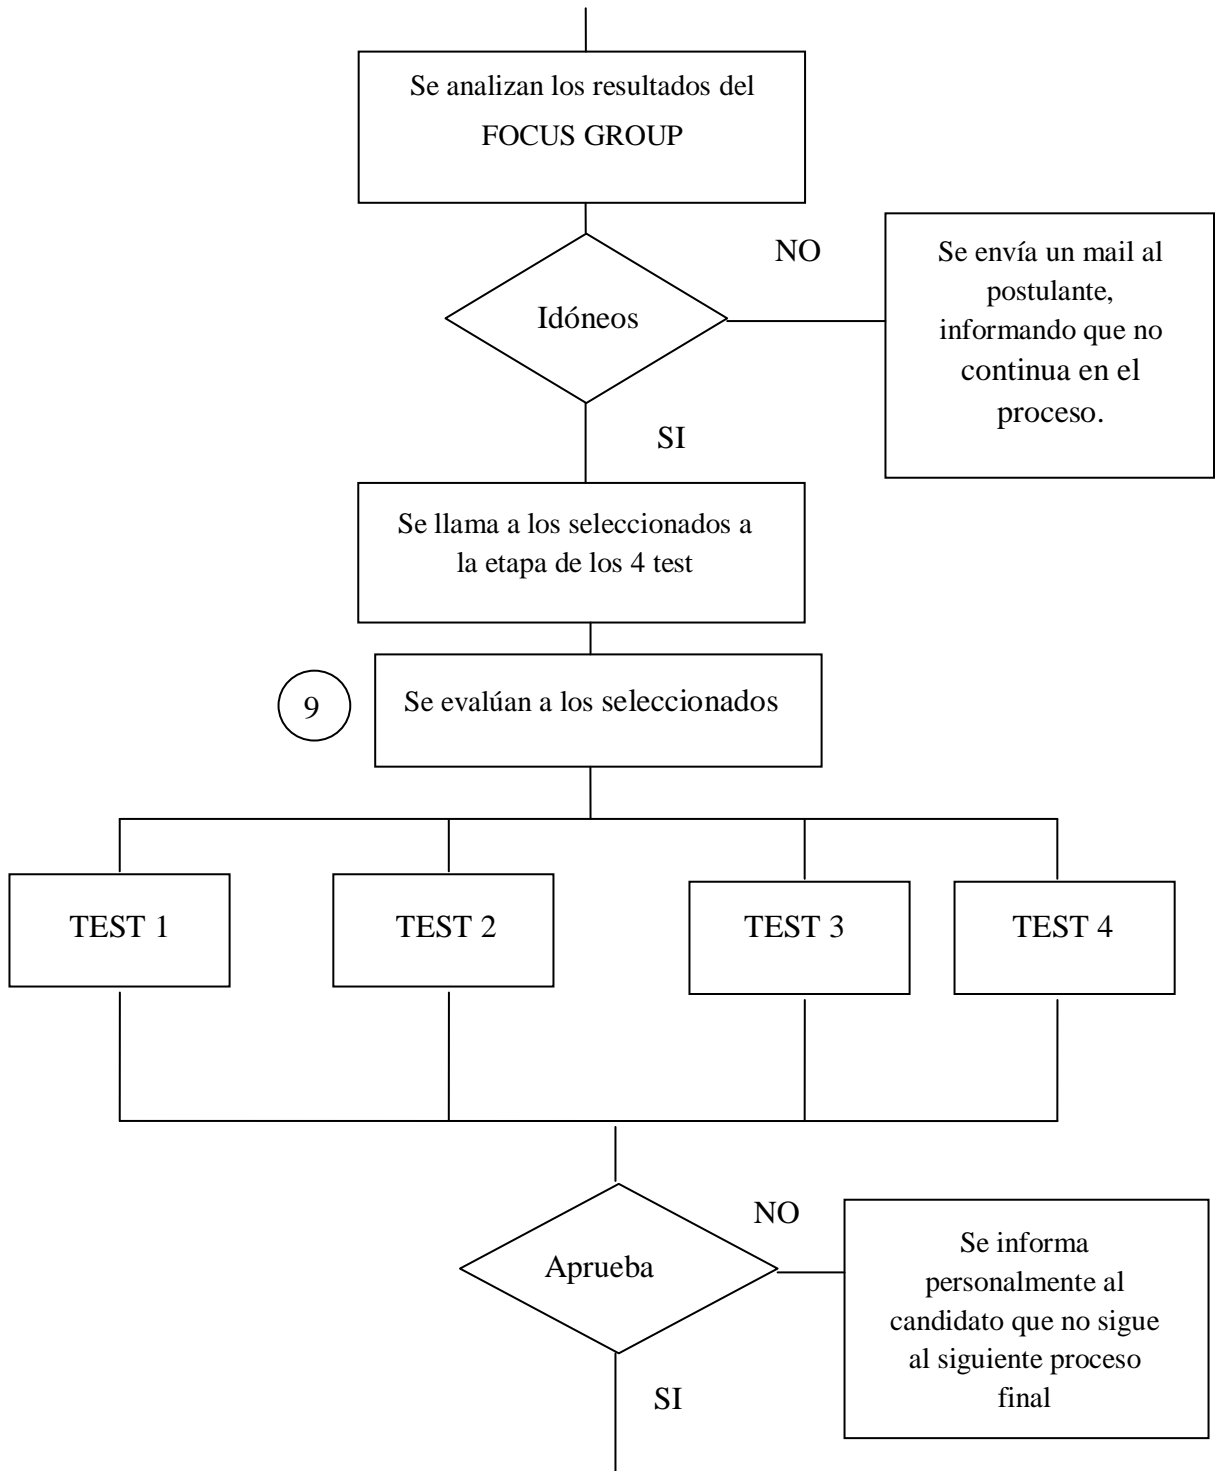 Se analizan los resultados del
FOCUS GROUP
NO
Se envía un mail al
postulante,
informando que no
continua en el
proceso.
Idóneos
SI
Se llama a los seleccionados a
la etapa de los 4 test
9
Se evalúan a los seleccionados
TEST 1
TEST 2
TEST 3
TEST 4
NO
Se informa
personalmente al
candidato que no sigue
al siguiente proceso
final
Aprueba
SI